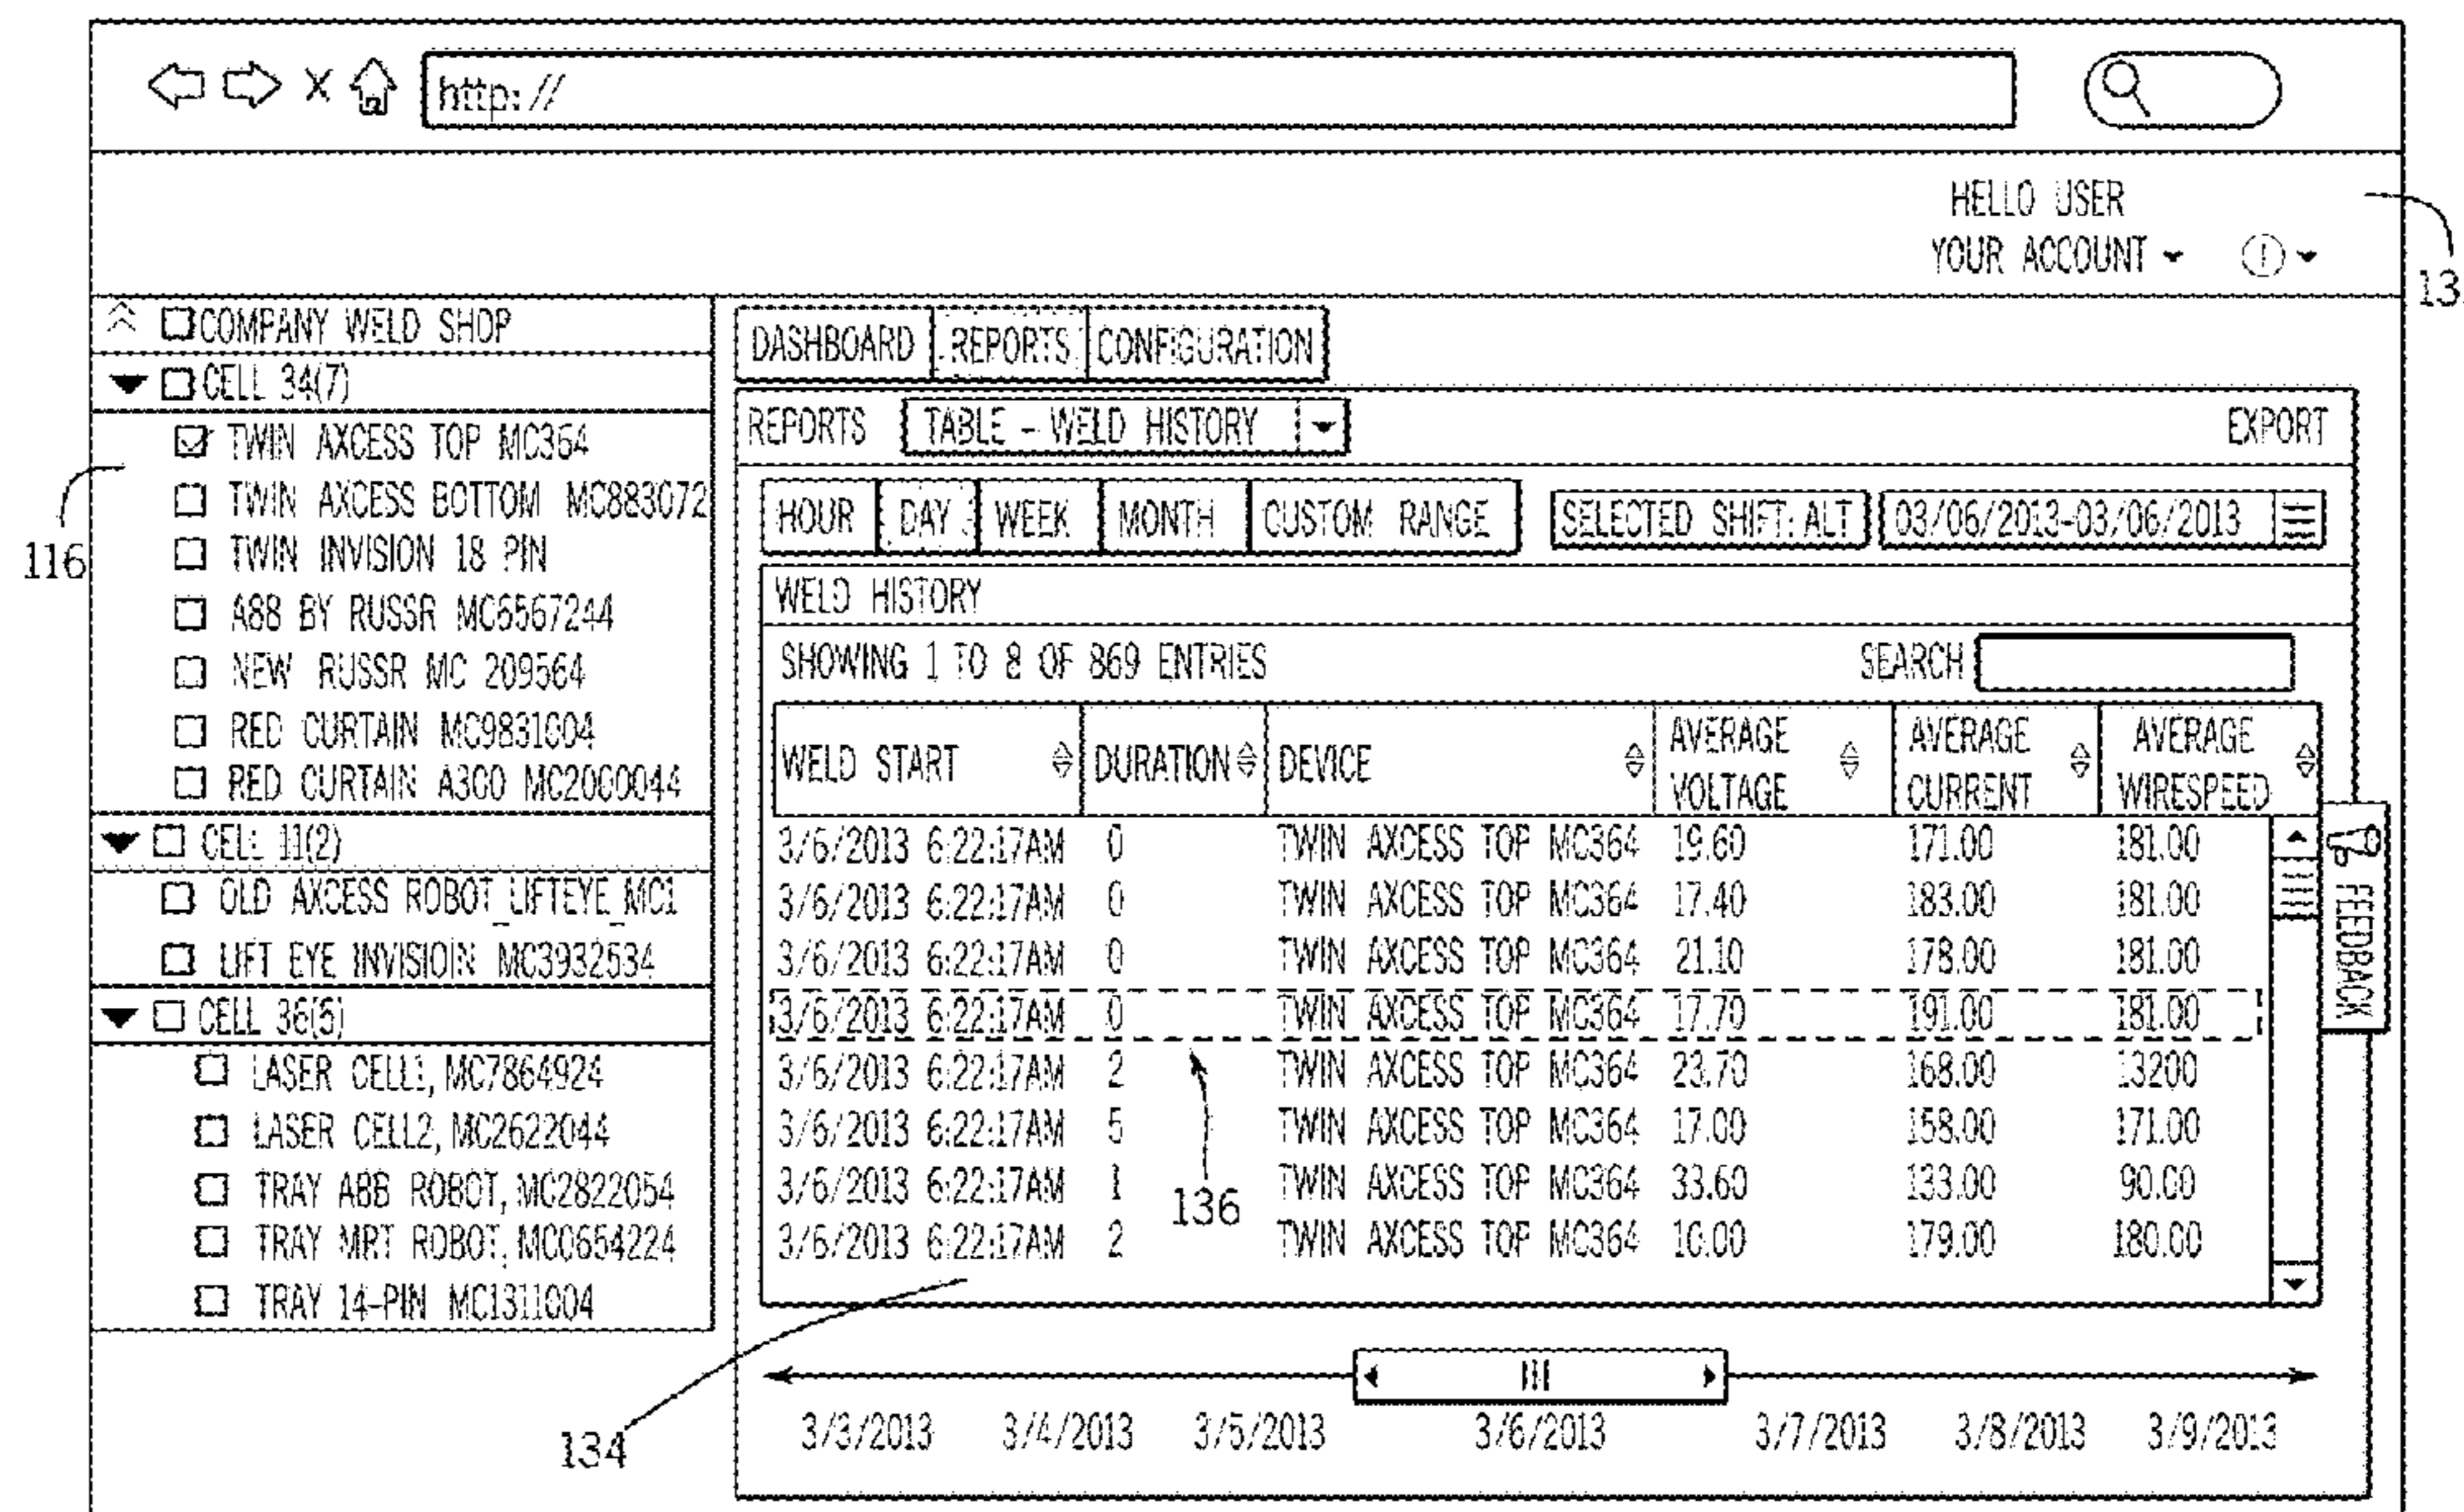 http://
HELLO USER
YOUR ACCOUNT
13
COMPANY WELD SHOP
CELL 34(7)
TWIN AXCESS TOP MC364
TWIN AXCESS BOTTOM MC883072
TWIN INVISION 18 PIN
A88 BY RUSSR MC6567244
NEW RUSSR MC 209564
RED CURTAIN MC9831004
RED CURTAIN A300 MC2000044
CELL 11(2)
OLD AXCESS ROBOT_LIFTEYE_MC1
LIFT EYE INVISIOIN MC3932534
CELL 36(5)
LASER CELL1, MC7864924
LASER CELL2, MC2622044
TRAY ABB ROBOT, MC2822054
TRAY MRT ROBOT, MC0654224
TRAY 14-PIN MC1311004
116
DASHBOARD REPORTS CONFIGURATION
REPORTS TABLE - WELD HISTORY EXPORT
HOUR DAY WEEK MONTH CUSTOM RANGE SELECTED SHIFT: ALT 03/06/2013-03/06/2013
WELD HISTORY
SHOWING 1 TO 8 OF 869 ENTRIES SEARCH
WELD START DURATION DEVICE AVERAGE VOLTAGE AVERAGE CURRENT AVERAGE WIRESPEED
3/6/2013 6:22:17AM 0 TWIN AXCESS TOP MC364 19.60 171.00 181.00
3/6/2013 6:22:17AM 0 TWIN AXCESS TOP MC364 17.40 183.00 181.00
3/6/2013 6:22:17AM 0 TWIN AXCESS TOP MC364 21.10 178.00 181.00
3/6/2013 6:22:17AM 0 TWIN AXCESS TOP MC364 17.70 191.00 181.00
3/6/2013 6:22:17AM 2 TWIN AXCESS TOP MC364 23.70 168.00 13200
3/6/2013 6:22:17AM 5 TWIN AXCESS TOP MC364 17.00 158.00 171.00
3/6/2013 6:22:17AM 1 TWIN AXCESS TOP MC364 33.60 133.00 90.00
3/6/2013 6:22:17AM 2 TWIN AXCESS TOP MC364 10.00 179.00 180.00
FEEDBACK
136
134
3/3/2013 3/4/2013 3/5/2013 3/6/2013 3/7/2013 3/8/2013 3/9/2013